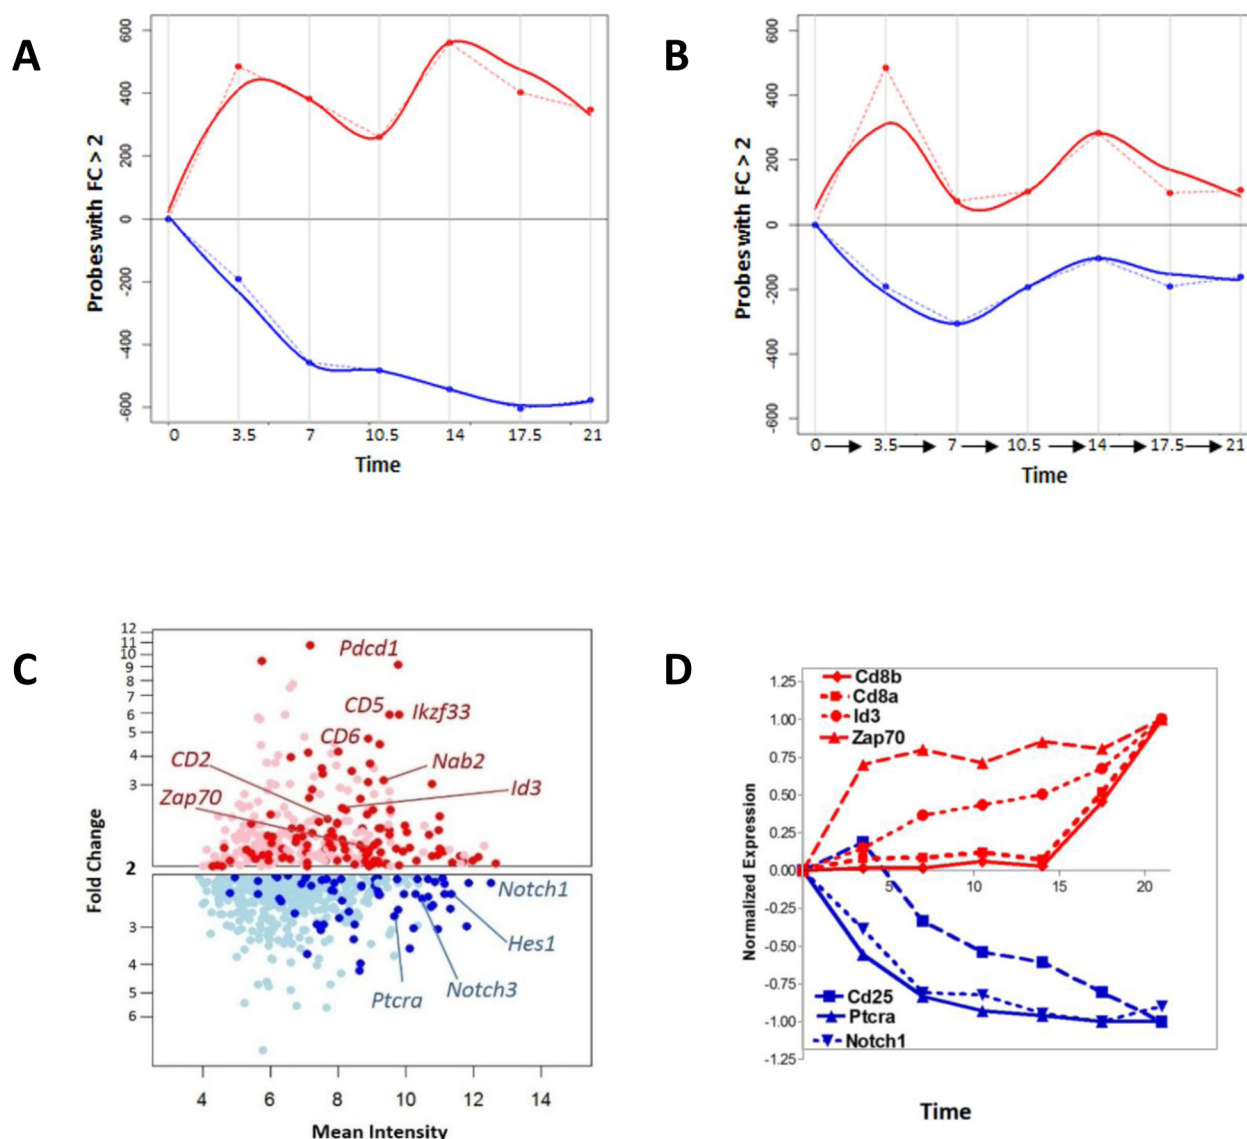 A
600
400
200
0
-200
-400
-600
Probes with FC > 2
0 3.5 7 10.5 14 17.5 21
Time
B
600
400
200
0
-200
-400
-600
Probes with FC > 2
0 3.5 7 10.5 14 17.5 21
Time
C
12
11
10
9
8
7
6
5
4
3
2
3
4
5
6
Fold Change
Pdcd1
CD5 Ikzf33
CD6
CD2 Nab2
Zap70 Id3
Notch1
Hes1
Ptcra Notch3
4 6 8 10 12 14
Mean Intensity
D
1.25
1.00
0.75
0.50
0.25
0.00
-0.25
-0.50
-0.75
-1.00
-1.25
Normalized Expression
Cd8b
Cd8a
Id3
Zap70
5 10 15 20
Cd25
Ptcra
Notch1
Time